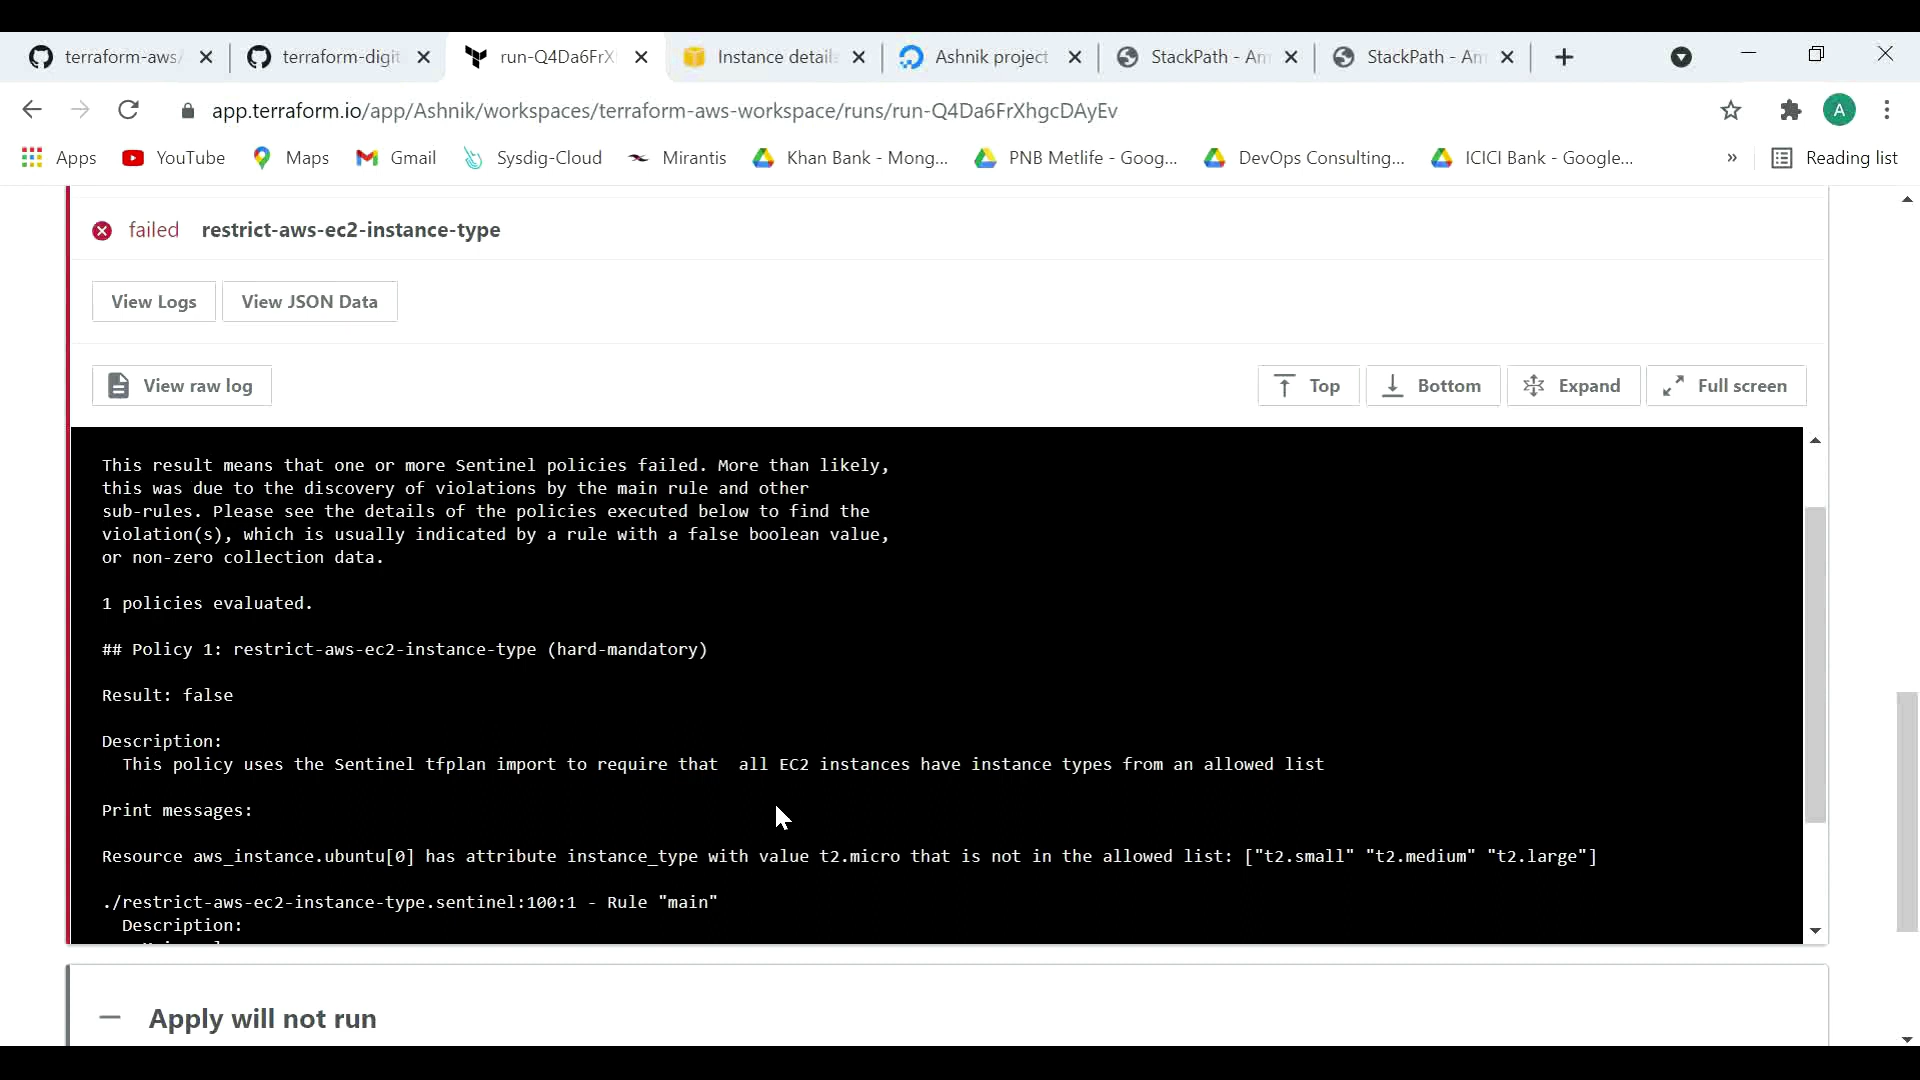 terraform-aws/
terraform-digit
run-Q4Da6FrX
Instance details
Ashnik project
StackPath - An
StackPath - An
app.terraform.io/app/Ashnik/workspaces/terraform-aws-workspace/runs/run-Q4Da6FrXhgcDAyEv
A
Apps
YouTube
Maps
Gmail
Sysdig-Cloud
Mirantis
Khan Bank - Mong...
PNB Metlife - Goog...
DevOps Consulting...
ICICI Bank - Google...
»
Reading list
failed restrict-aws-ec2-instance-type
View Logs
View JSON Data
View raw log
Top
Bottom
Expand
Full screen
This result means that one or more Sentinel policies failed. More than likely,
this was due to the discovery of violations by the main rule and other
sub-rules. Please see the details of the policies executed below to find the
violation(s), which is usually indicated by a rule with a false boolean value,
or non-zero collection data.
1 policies evaluated.
## Policy 1: restrict-aws-ec2-instance-type (hard-mandatory)
Result: false
Description:
This policy uses the Sentinel tfplan import to require that  all EC2 instances have instance types from an allowed list
Print messages:
Resource aws_instance.ubuntu[0] has attribute instance_type with value t2.micro that is not in the allowed list: ["t2.small" "t2.medium" "t2.large"]
./restrict-aws-ec2-instance-type.sentinel:100:1 - Rule "main"
Description:
Apply will not run